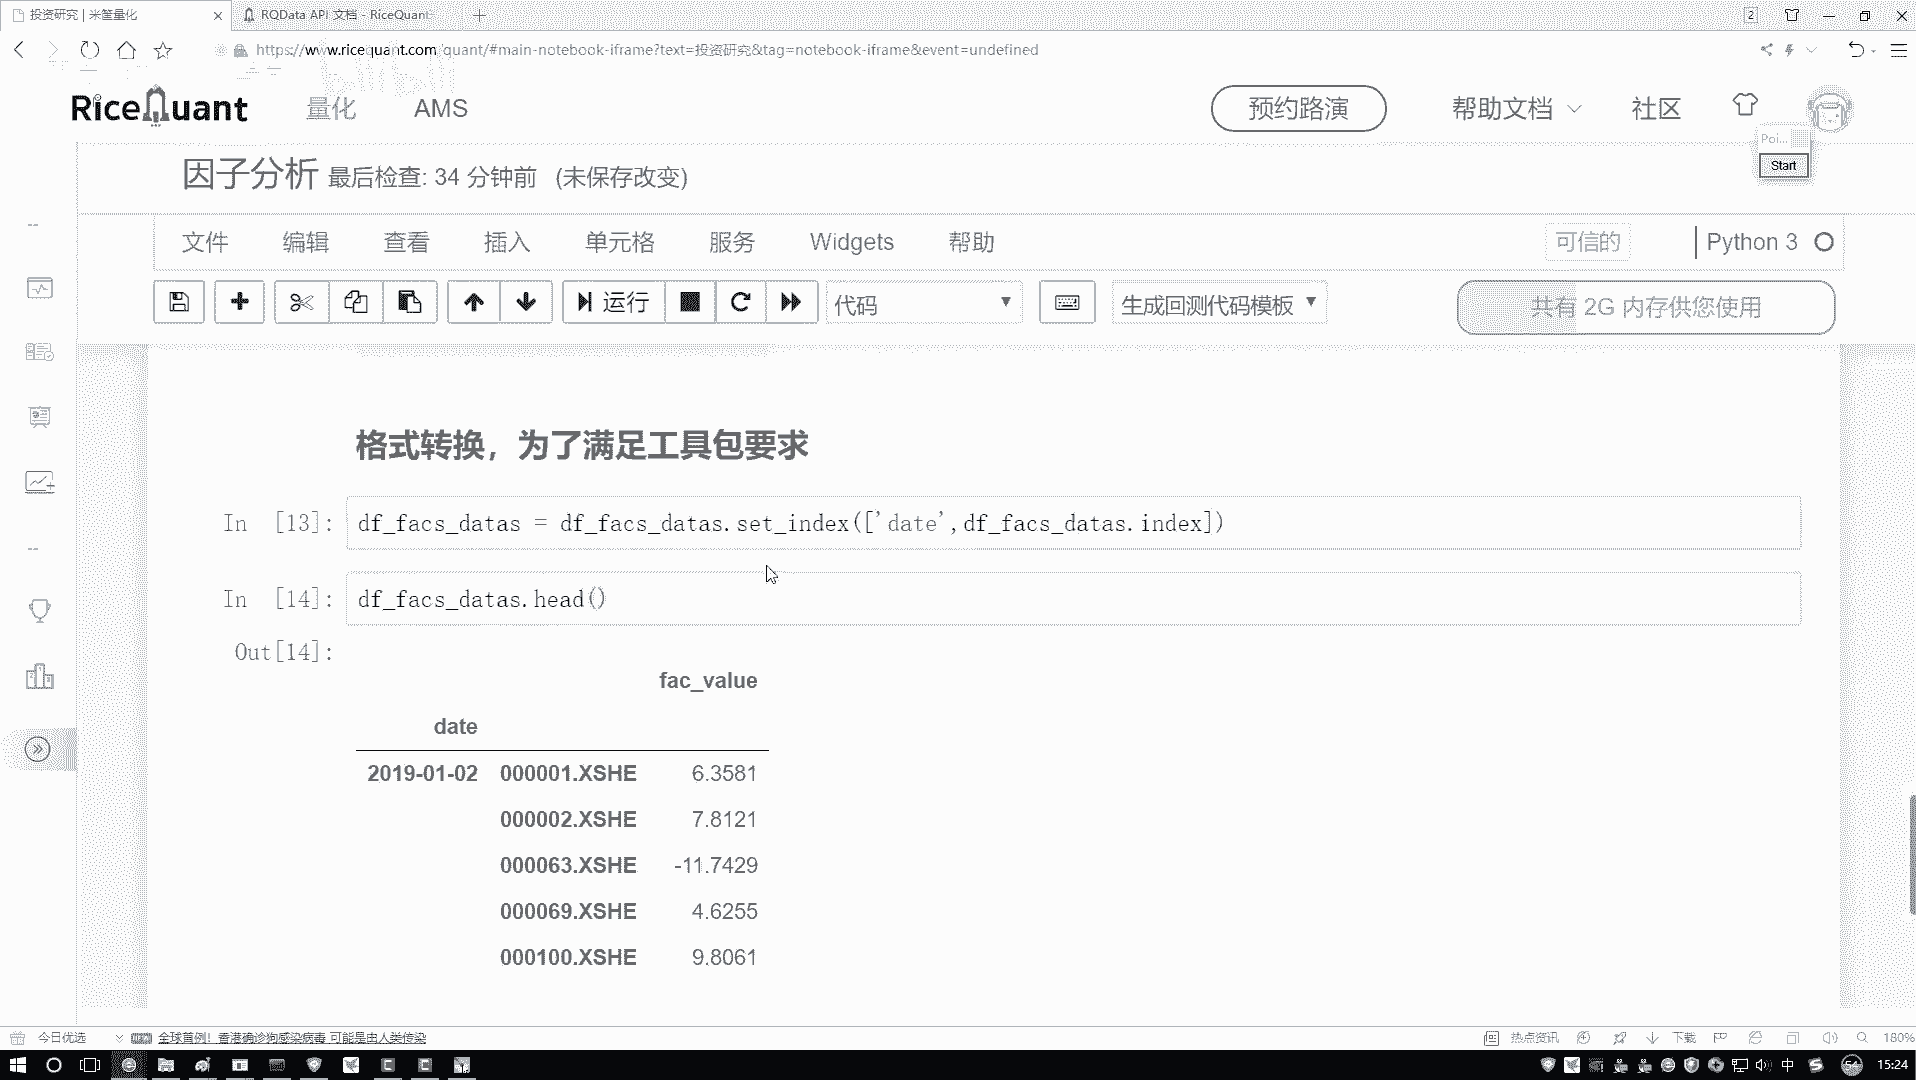 投资研究 | 米筐量化
RQData API 文档 - RiceQuant
2
https://www.ricequant.com/quant/#main-notebook-iframe?text=投资研究&tag=notebook-iframe&event=undefined
RiceQuant
量化
AMS
预约路演
帮助文档
社区
Poi...
Start
因子分析 最后检查: 34 分钟前 (未保存改变)
文件 编辑 查看 插入 单元格 服务 Widgets 帮助
可信的
Python 3
运行
代码
生成回测代码模板
共有 2G 内存供您使用
格式转换，为了满足工具包要求
In [13]: df_facs_datas = df_facs_datas.set_index(['date',df_facs_datas.index])
In [14]: df_facs_datas.head()
Out[14]:
fac_value
date
2019-01-02 000001.XSHE 6.3581
000002.XSHE 7.8121
000063.XSHE -11.7429
000069.XSHE 4.6255
000100.XSHE 9.8061
今日优选
全球首例！香港确诊狗感染病毒 可能是由人类传染
热点资讯
下载
180%
中
54
15:24